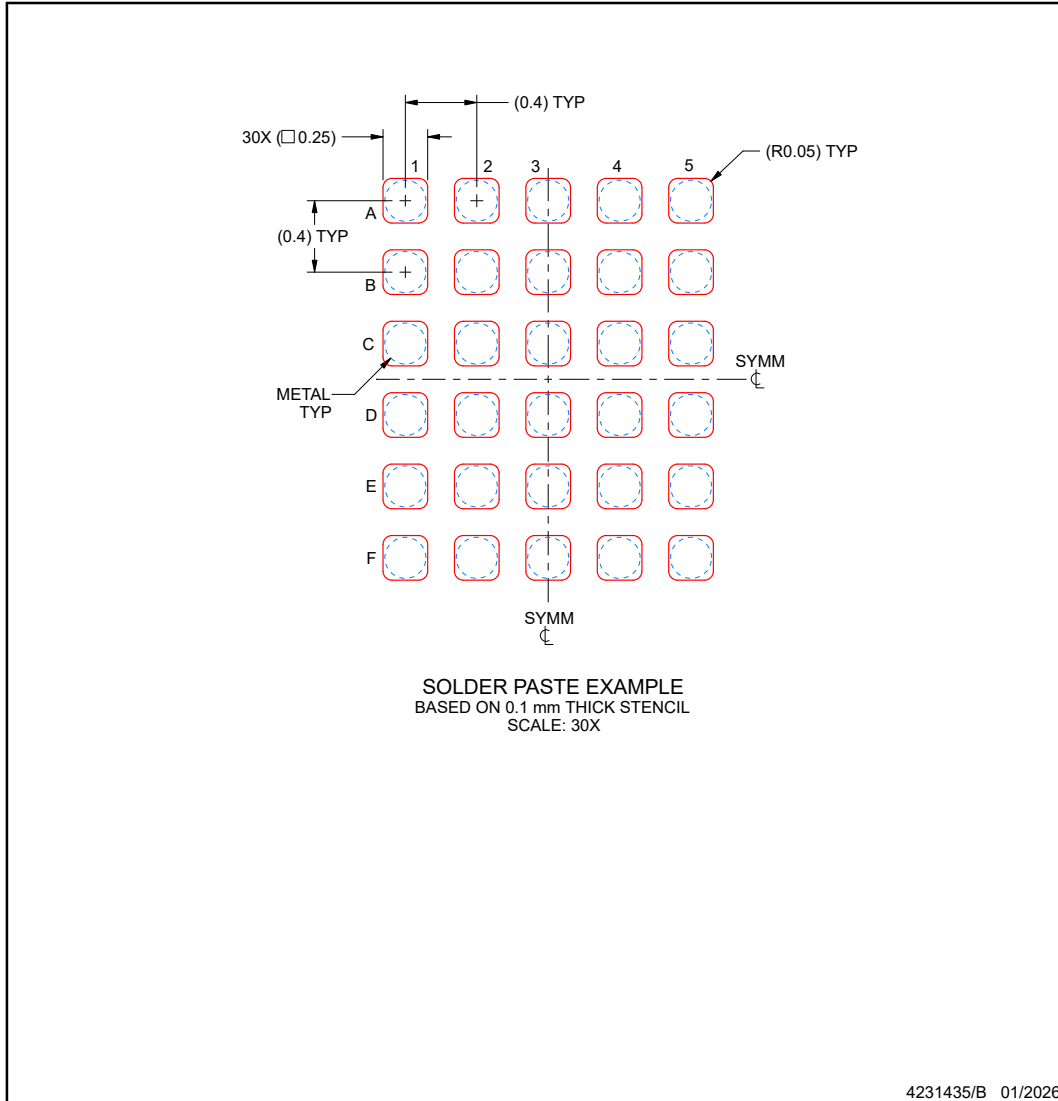 (0.4) TYP
30X (□0.25)
(R0.05) TYP
1 2 3 4 5
A
(0.4) TYP
B
C
SYMM
℄
METAL
TYP
D
E
F
SYMM
℄
SOLDER PASTE EXAMPLE
BASED ON 0.1 mm THICK STENCIL
SCALE: 30X
4231435/B 01/2026